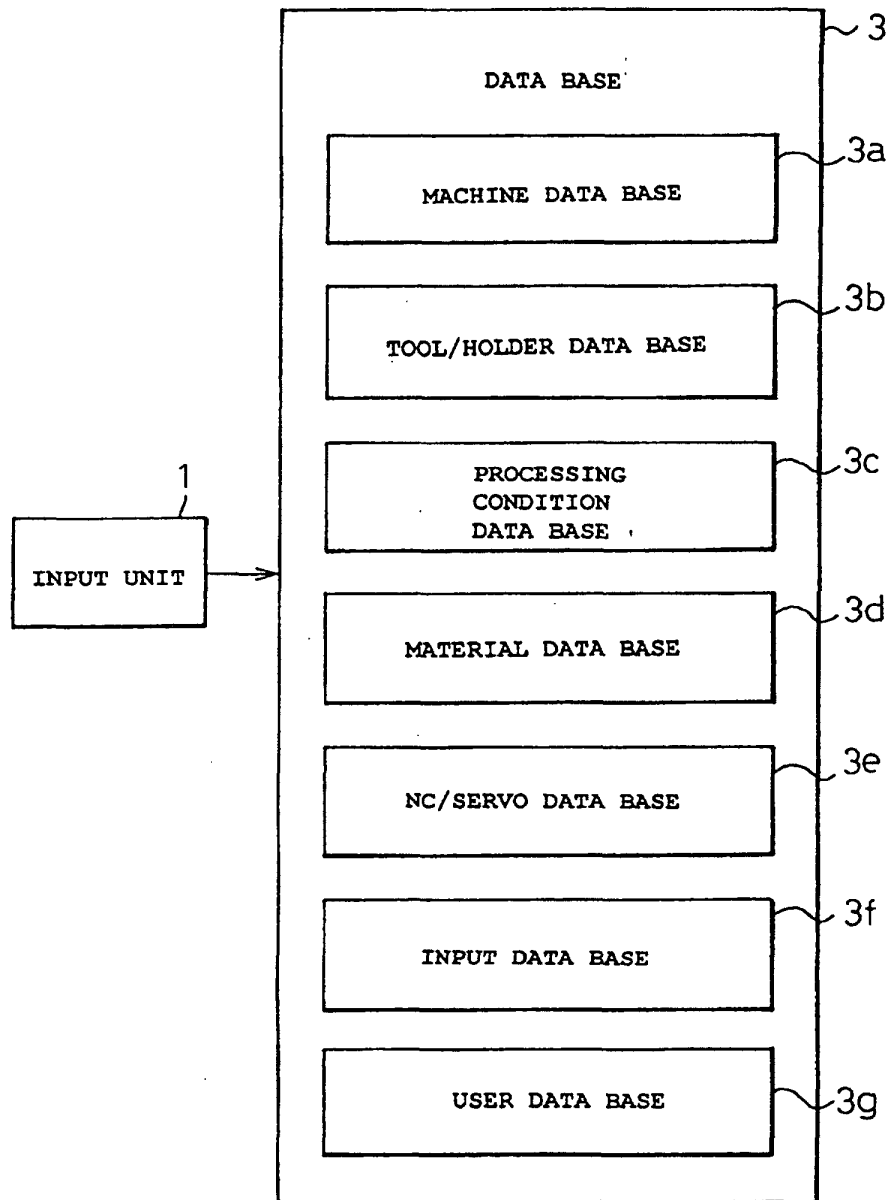 3
DATA BASE
3a
MACHINE DATA BASE
3b
TOOL/HOLDER DATA BASE
3c
PROCESSING
CONDITION
DATA BASE
1
INPUT UNIT
3d
MATERIAL DATA BASE
3e
NC/SERVO DATA BASE
3f
INPUT DATA BASE
3g
USER DATA BASE